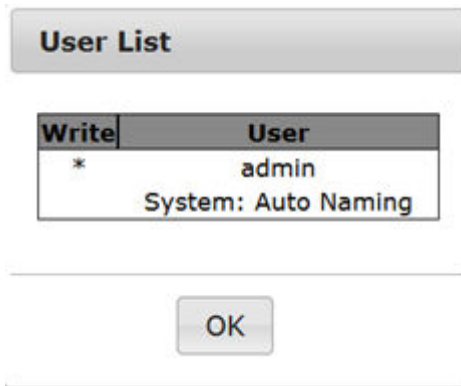 User List
Write User
* admin
System: Auto Naming
OK